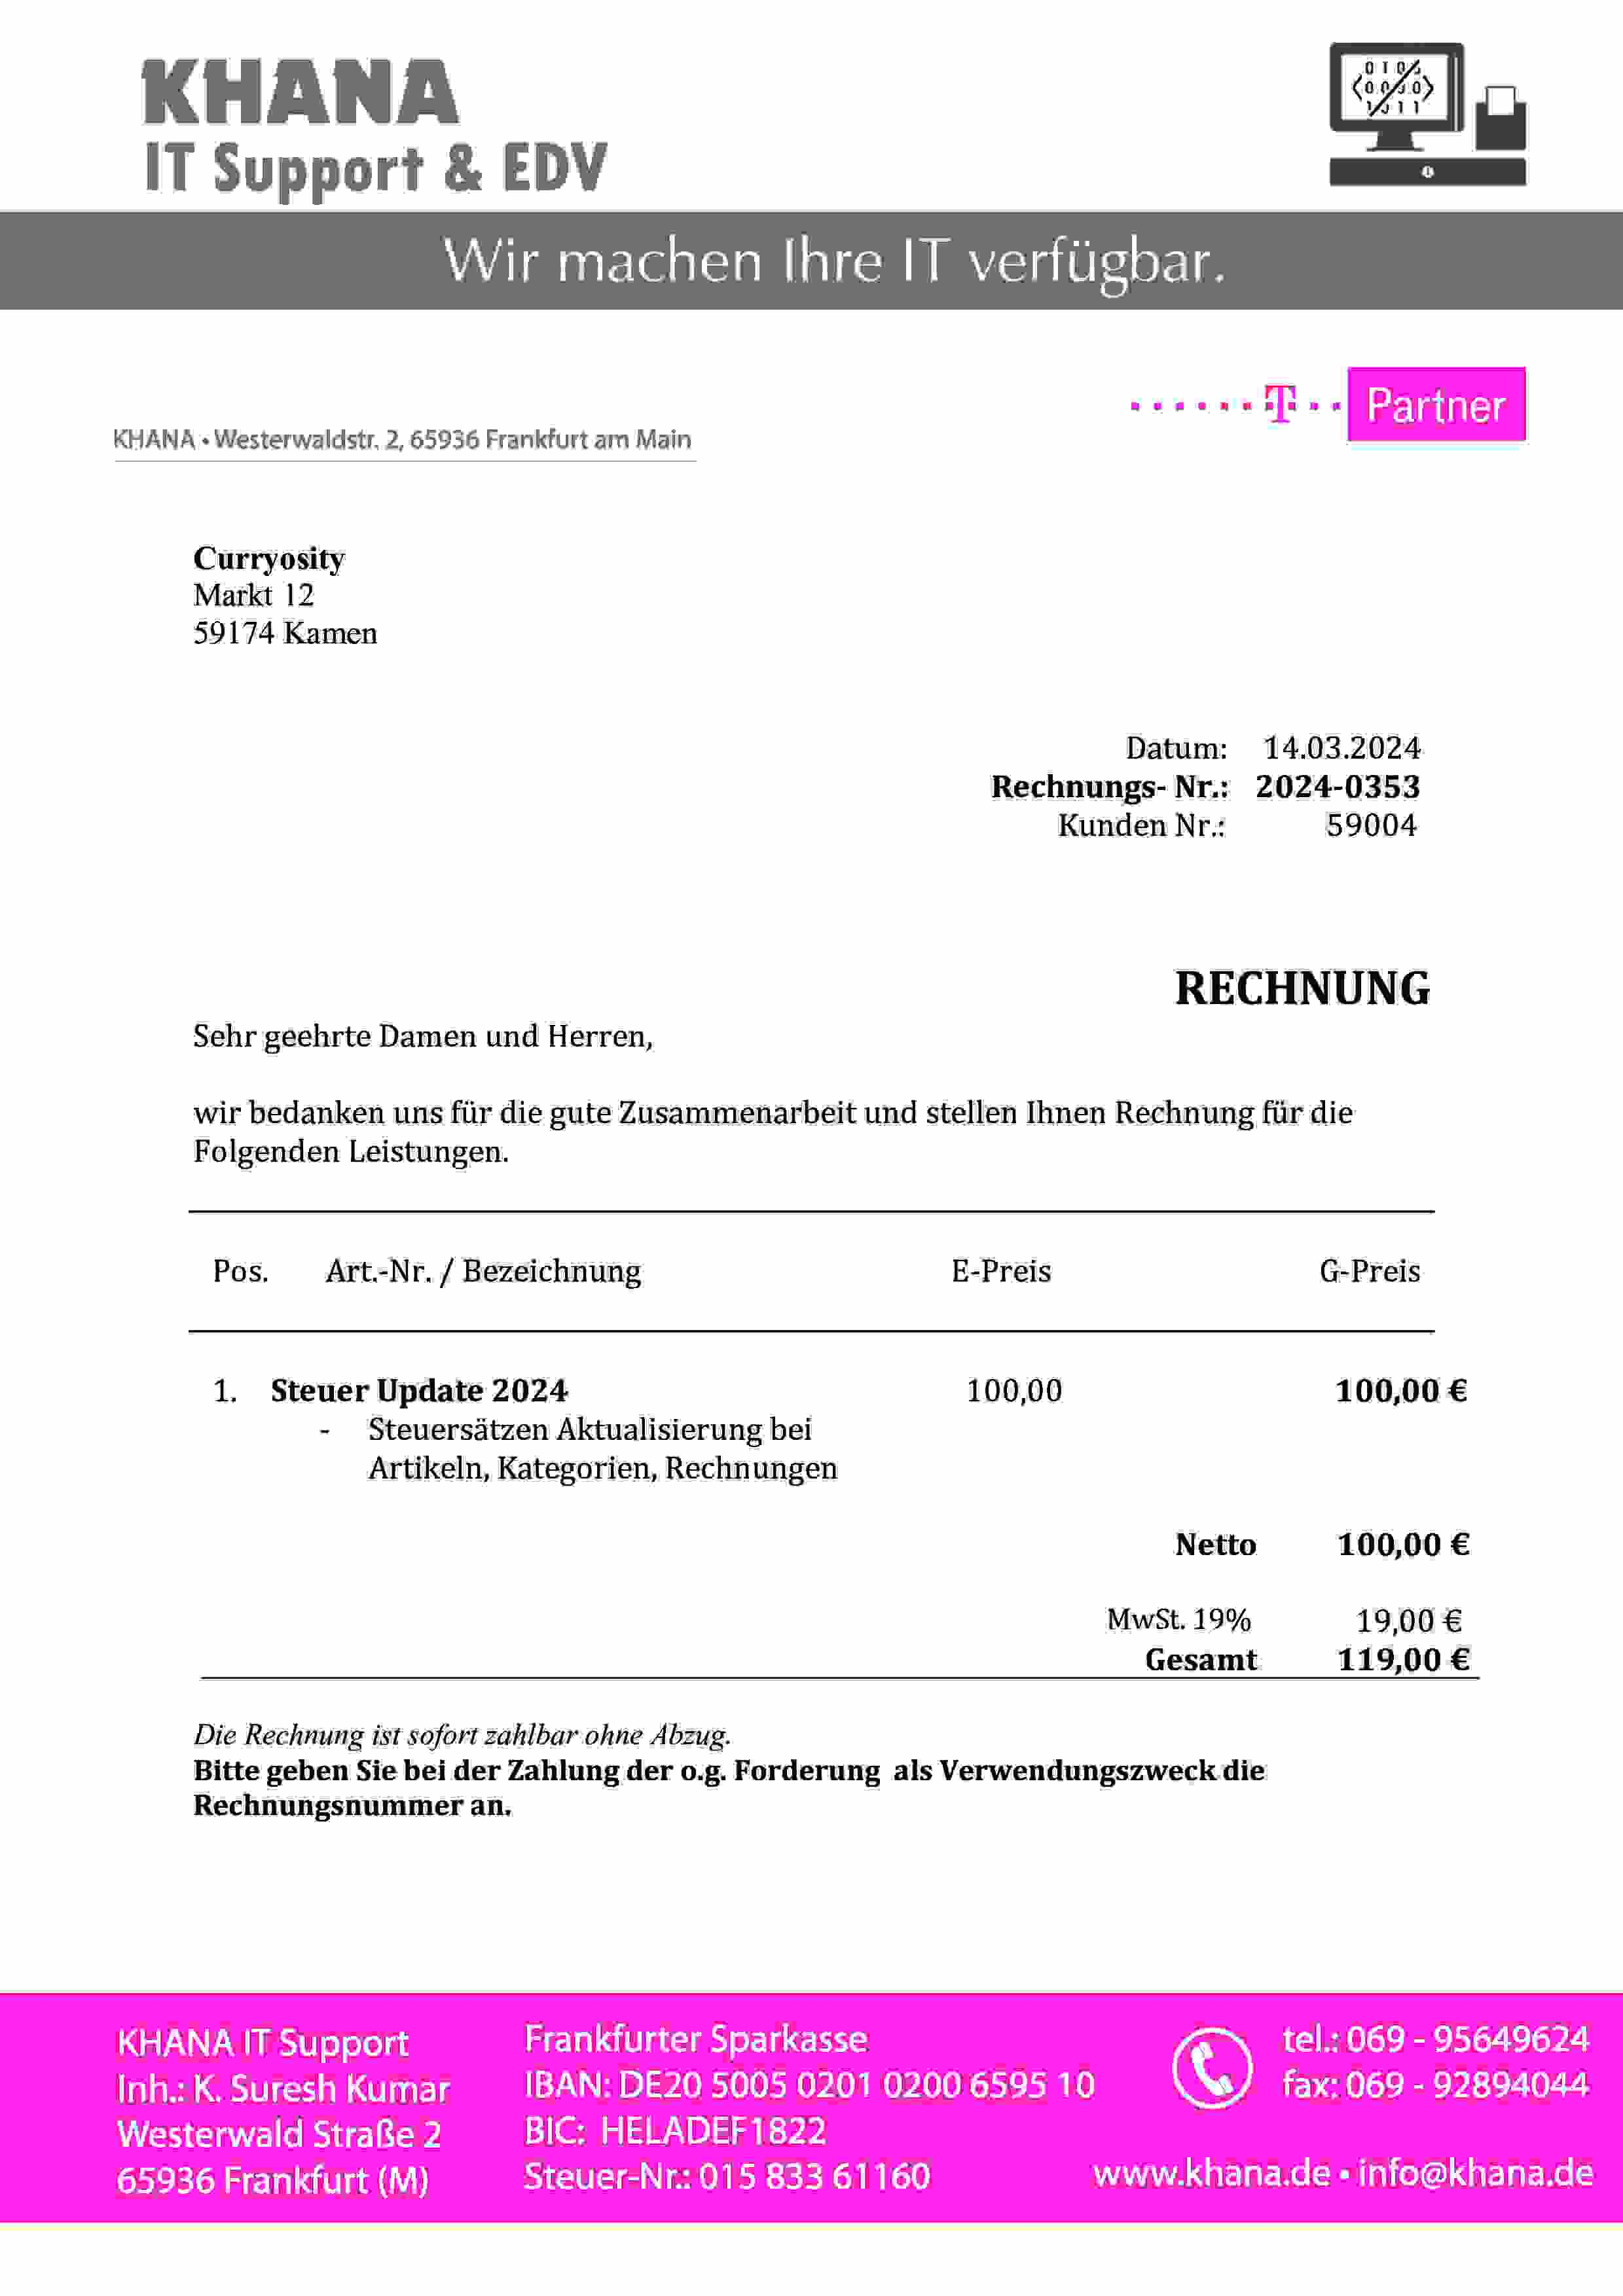 KHANA
IT Support & EDV
Wir machen Ihre IT verfügbar.
T Partner
KHANA • Westerwaldstr. 2, 65936 Frankfurt am Main
Curryosity
Markt 12
59174 Kamen
Datum: 14.03.2024
Rechnungs- Nr.: 2024-0353
Kunden Nr.: 59004
RECHNUNG
Sehr geehrte Damen und Herren,
wir bedanken uns für die gute Zusammenarbeit und stellen Ihnen Rechnung für die
Folgenden Leistungen.
Pos. Art.-Nr. / Bezeichnung E-Preis G-Preis
1. Steuer Update 2024 100,00 100,00 €
- Steuersätzen Aktualisierung bei
Artikeln, Kategorien, Rechnungen
Netto 100,00 €
MwSt. 19% 19,00 €
Gesamt 119,00 €
Die Rechnung ist sofort zahlbar ohne Abzug.
Bitte geben Sie bei der Zahlung der o.g. Forderung als Verwendungszweck die
Rechnungsnummer an.
KHANA IT Support
Inh.: K. Suresh Kumar
Westerwald Straße 2
65936 Frankfurt (M)
Frankfurter Sparkasse
IBAN: DE20 5005 0201 0200 6595 10
BIC: HELADEF1822
Steuer-Nr.: 015 833 61160
tel.: 069 - 95649624
fax: 069 - 92894044
www.khana.de • info@khana.de